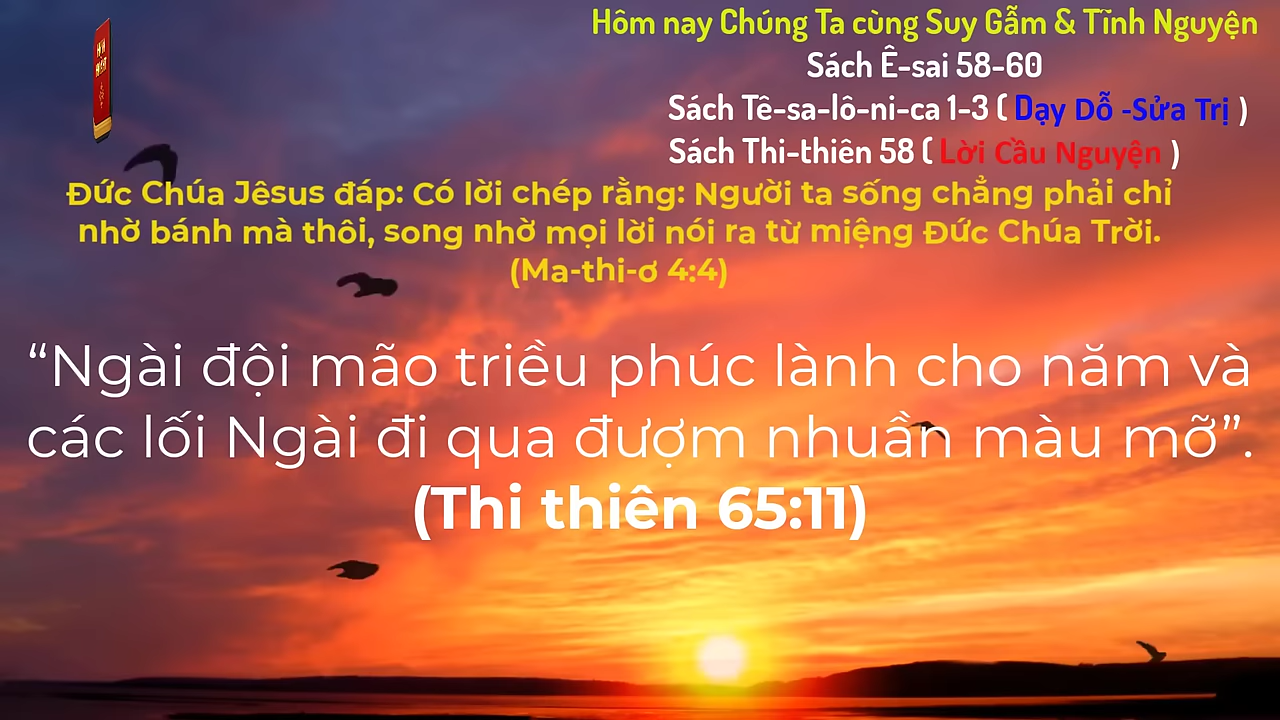 Hôm nay Chúng Ta cùng Suy Gẫm & Tĩnh Nguyện
Sách Ê-sai 58-60
Sách Tê-sa-lô-ni-ca 1-3 ( Dạy Dỗ -Sửa Trị )
Sách Thi-thiên 58 ( Lời Cầu Nguyện )
Đức Chúa Jêsus đáp: Có lời chép rằng: Người ta sống chẳng phải chỉ
nhờ bánh mà thôi, song nhờ mọi lời nói ra từ miệng Đức Chúa Trời.
(Ma-thi-ơ 4:4)
“Ngài đội mão triều phúc lành cho năm và
các lối Ngài đi qua đượm nhuần màu mỡ”.
(Thi thiên 65:11)